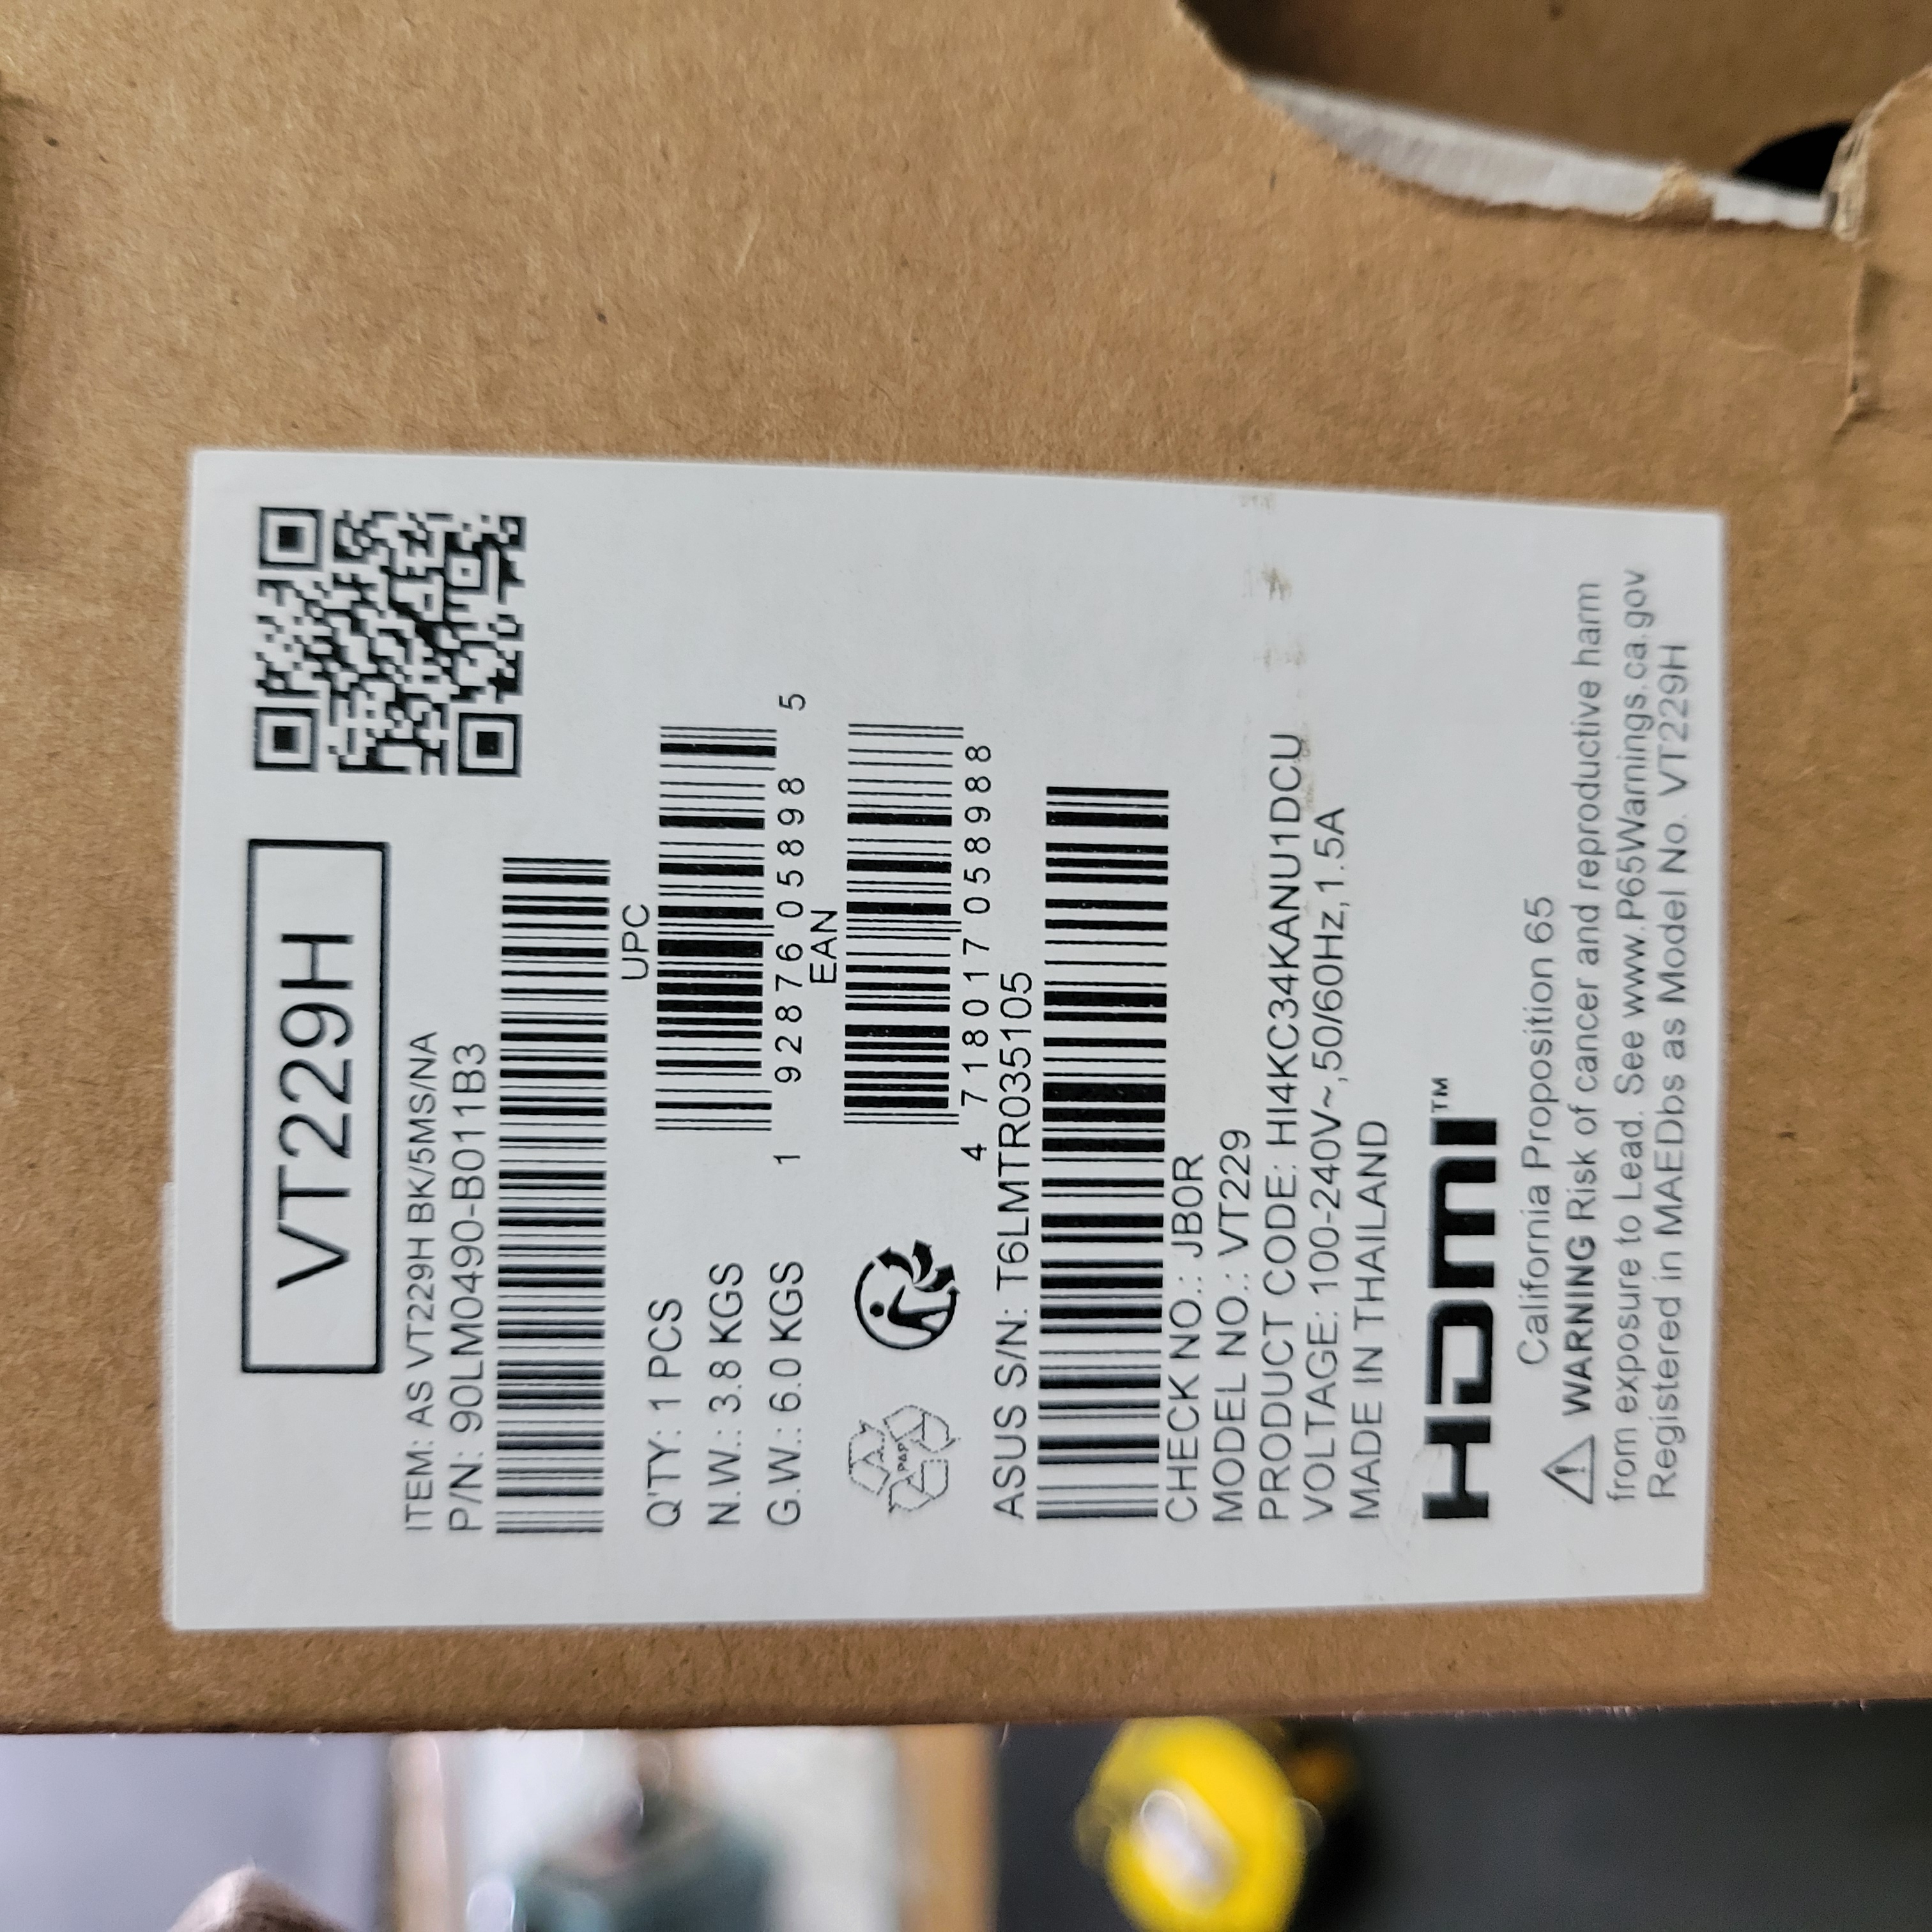 VT229H
ITEM: AS VT229H BK/5MS/NA
P/N: 90LM0490-B011B3
UPC
Q'TY: 1 PCS
1 92876 05898 5
N.W.: 3.8 KGS
EAN
G.W.: 6.0 KGS
4 718017 058988
PAP
ASUS S/N: T6LMTR035105
CHECK NO.: JB0R
MODEL NO.: VT229
PRODUCT CODE: HI4KC34KANU1DCU
VOLTAGE: 100-240V~,50/60Hz,1.5A
MADE IN THAILAND
HDMI™
California Proposition 65
WARNING Risk of cancer and reproductive harm
from exposure to Lead. See www.P65Warnings.ca.gov
Registered in MAEDbs as Model No. VT229H